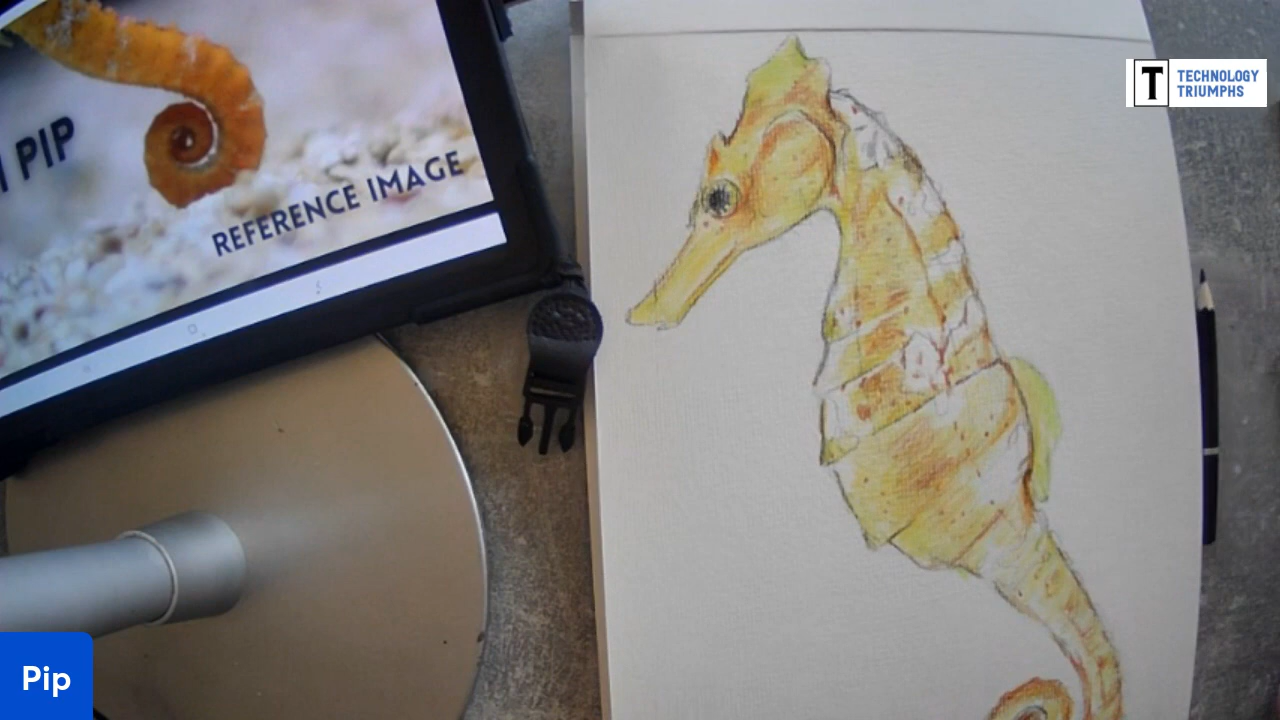 PIP
REFERENCE IMAGE
T
TECHNOLOGY
TRIUMPHS
Pip